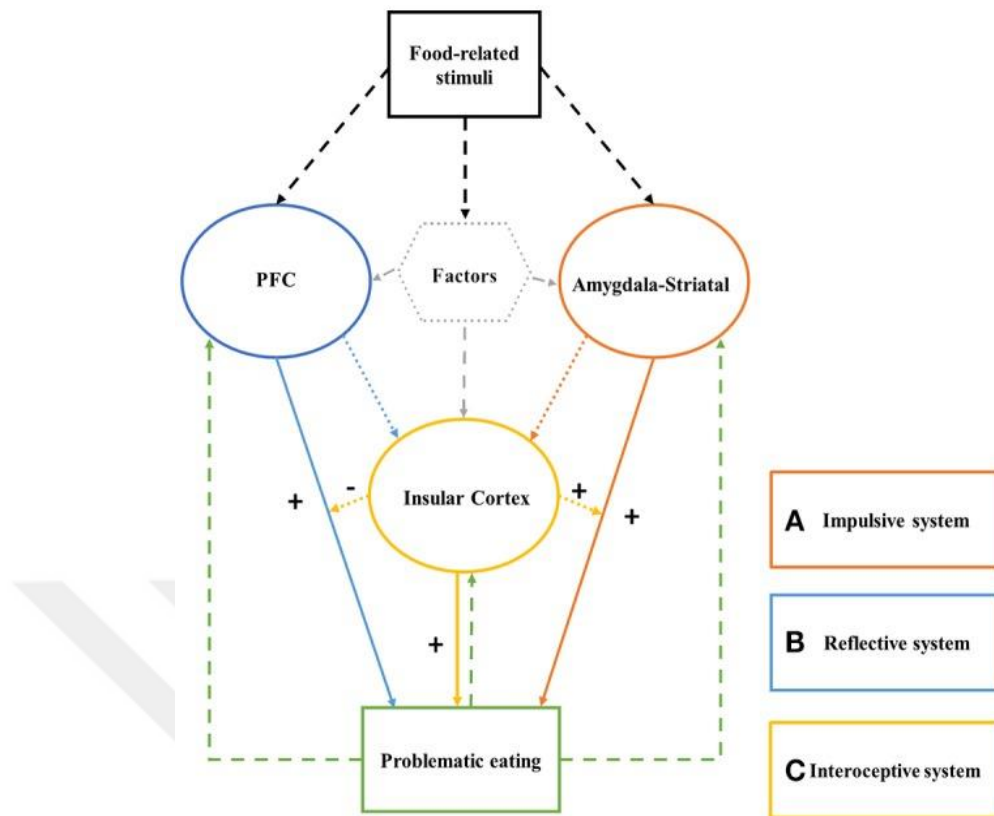 Food-related
stimuli
PFC
Factors
Amygdala-Striatal
Insular Cortex
-
+
+
+
+
Problematic eating
A Impulsive system
B Reflective system
C Interoceptive system